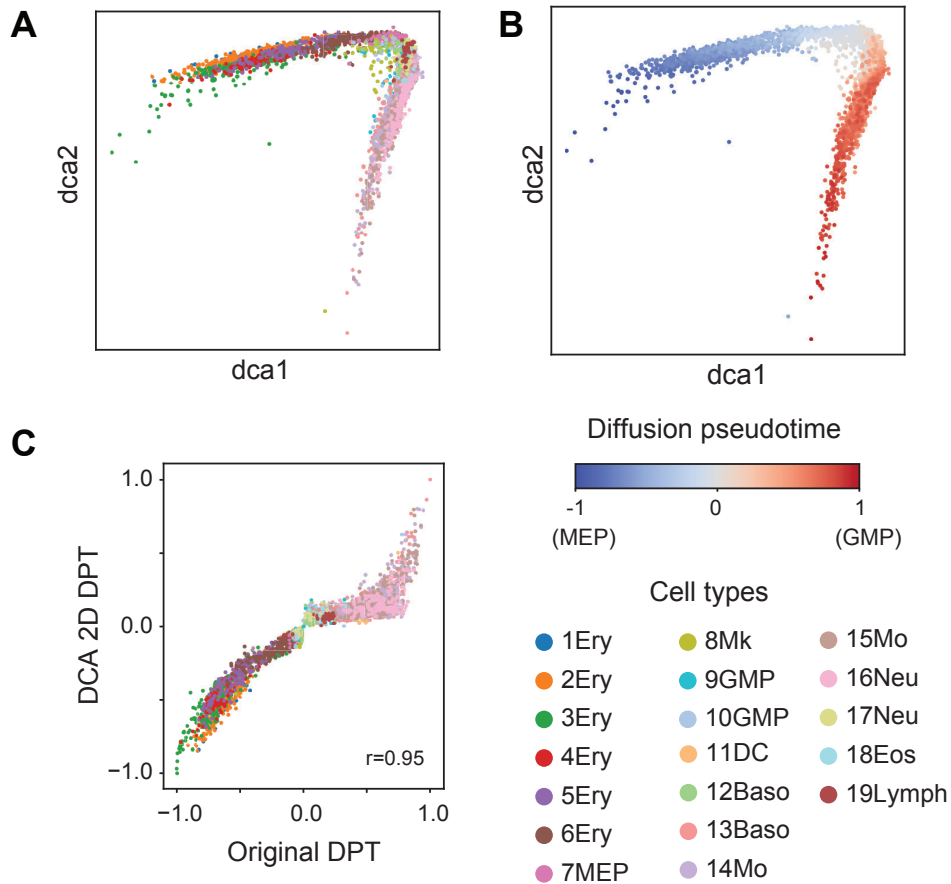 A
B
dca2
dca2
dca1
dca1
C
Diffusion pseudotime
-1
0
1
(MEP)
(GMP)
1.0
0.0
−1.0
DCA 2D DPT
r=0.95
−1.0
0.0
1.0
Original DPT
Cell types
1Ery
2Ery
3Ery
4Ery
5Ery
6Ery
7MEP
8Mk
9GMP
10GMP
11DC
12Baso
13Baso
14Mo
15Mo
16Neu
17Neu
18Eos
19Lymph